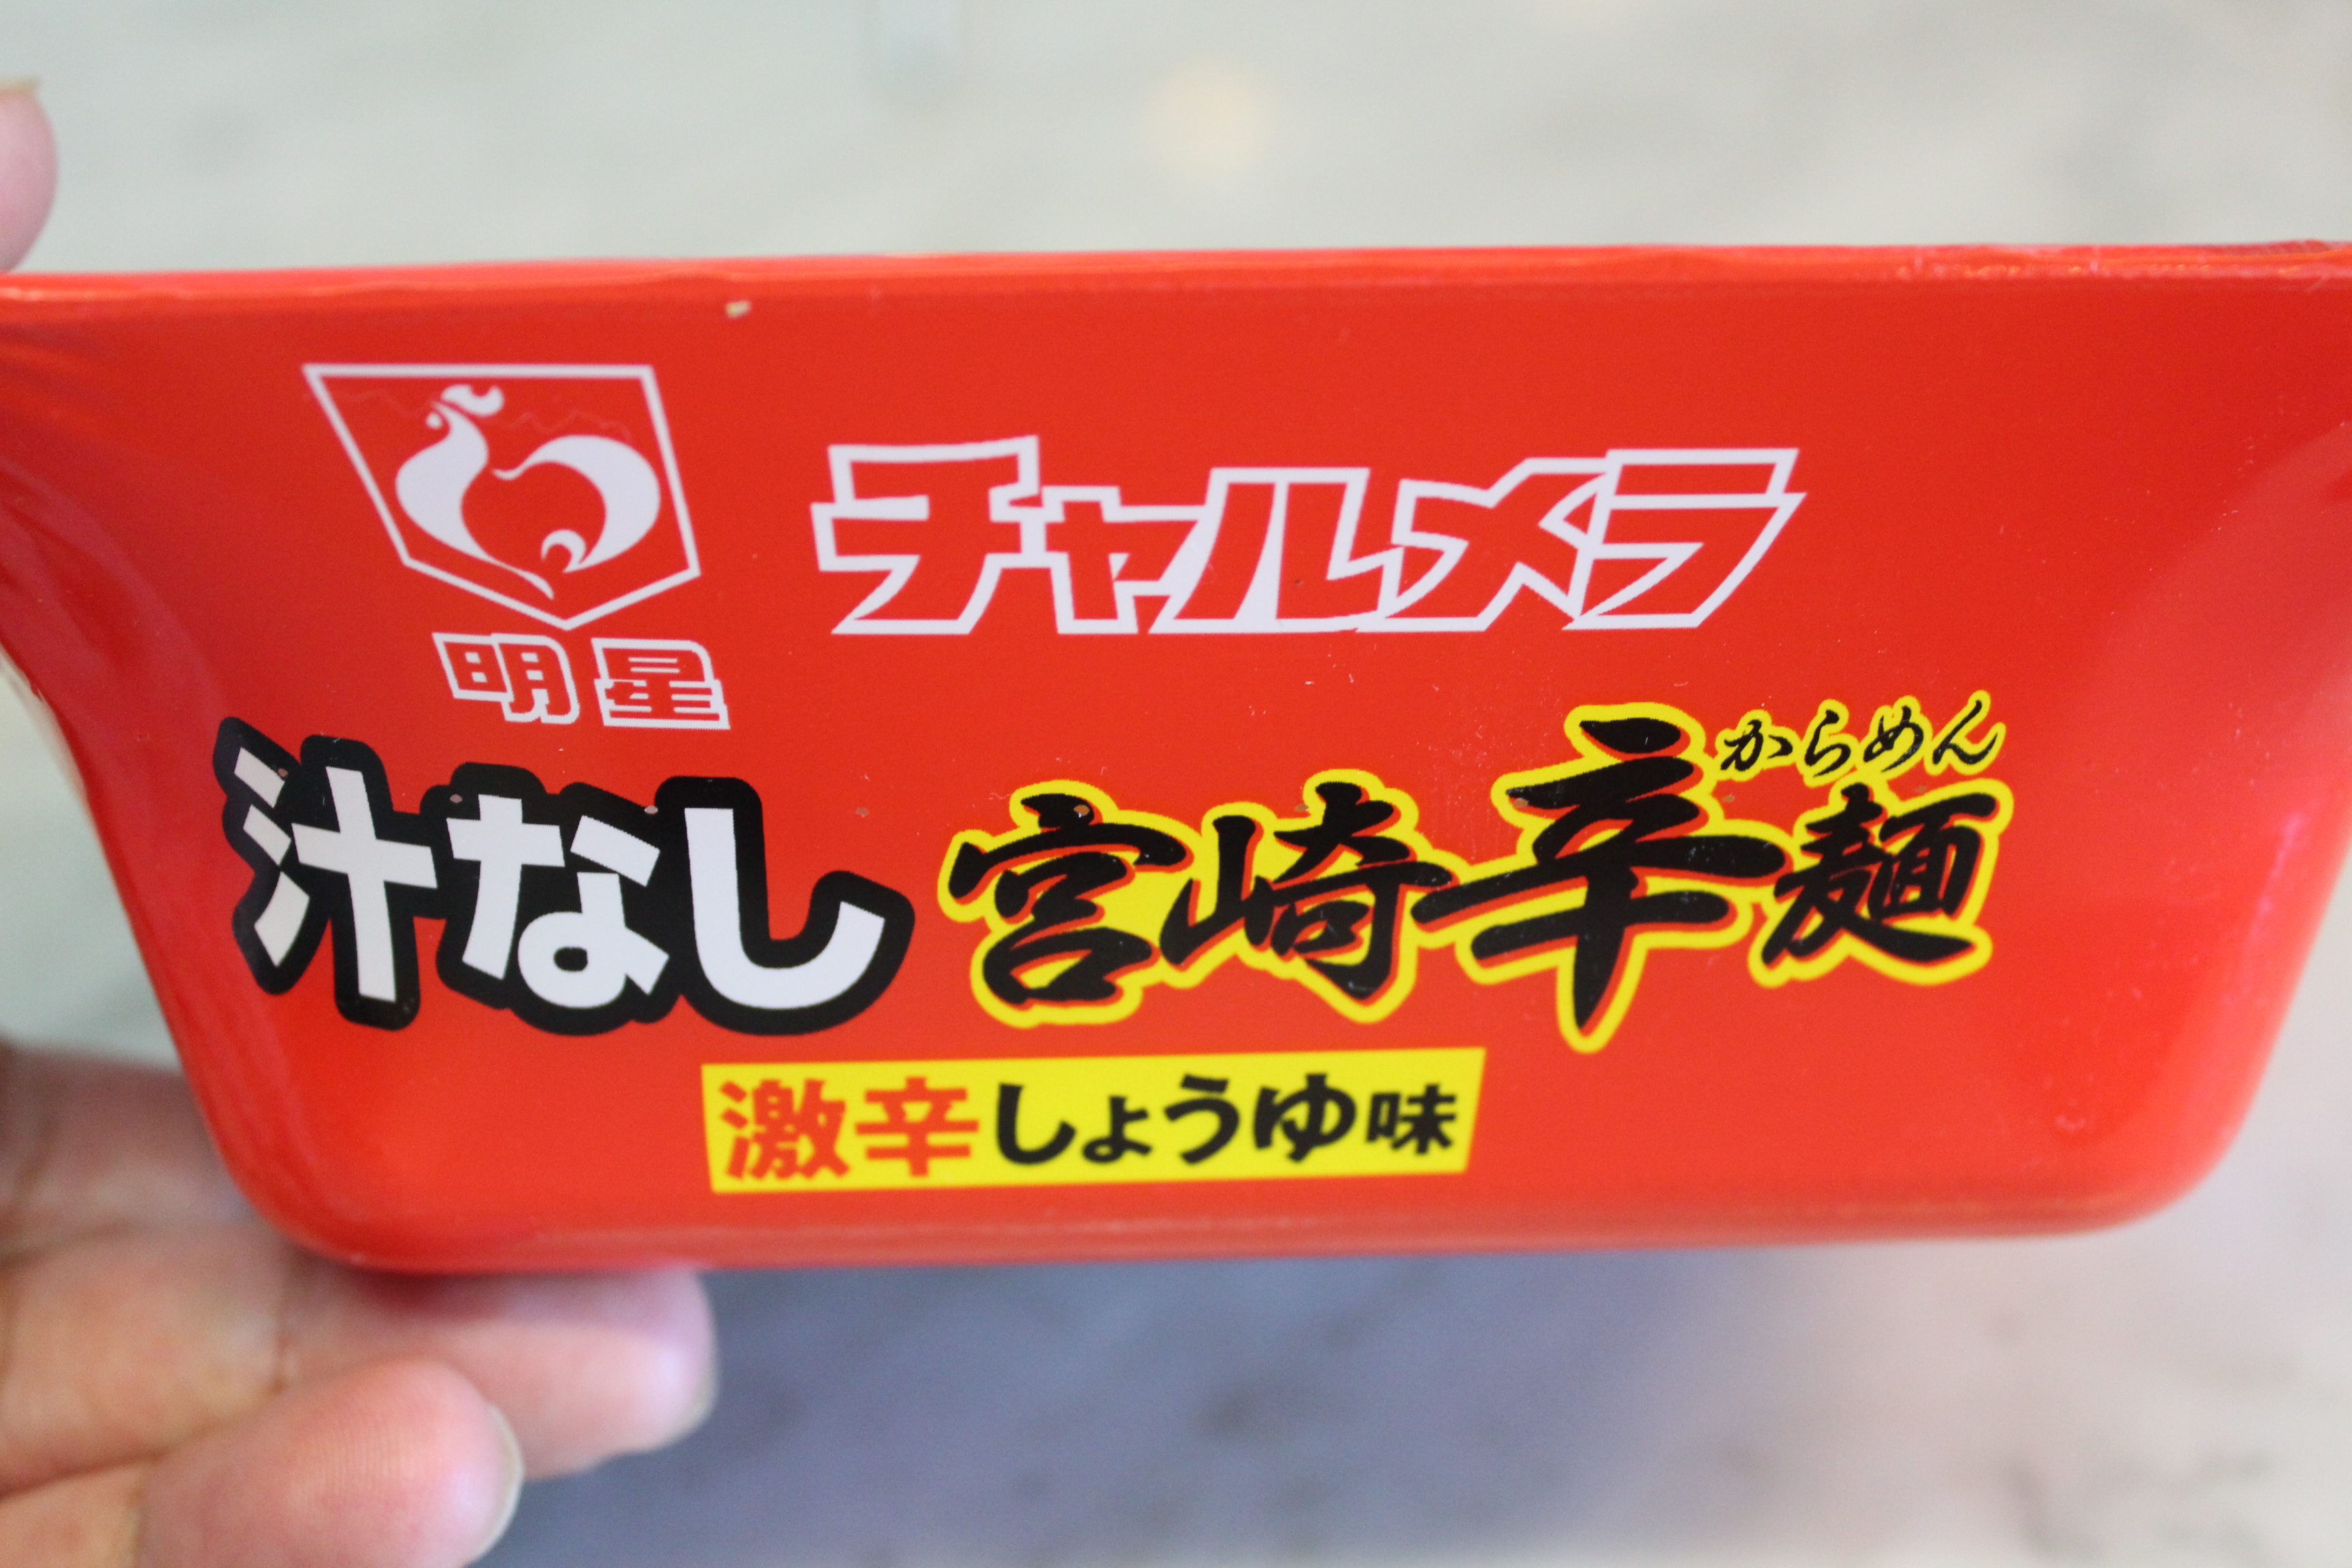 チャルメラ
明星
からめん
汁なし 宮崎辛麺
激辛しょうゆ味